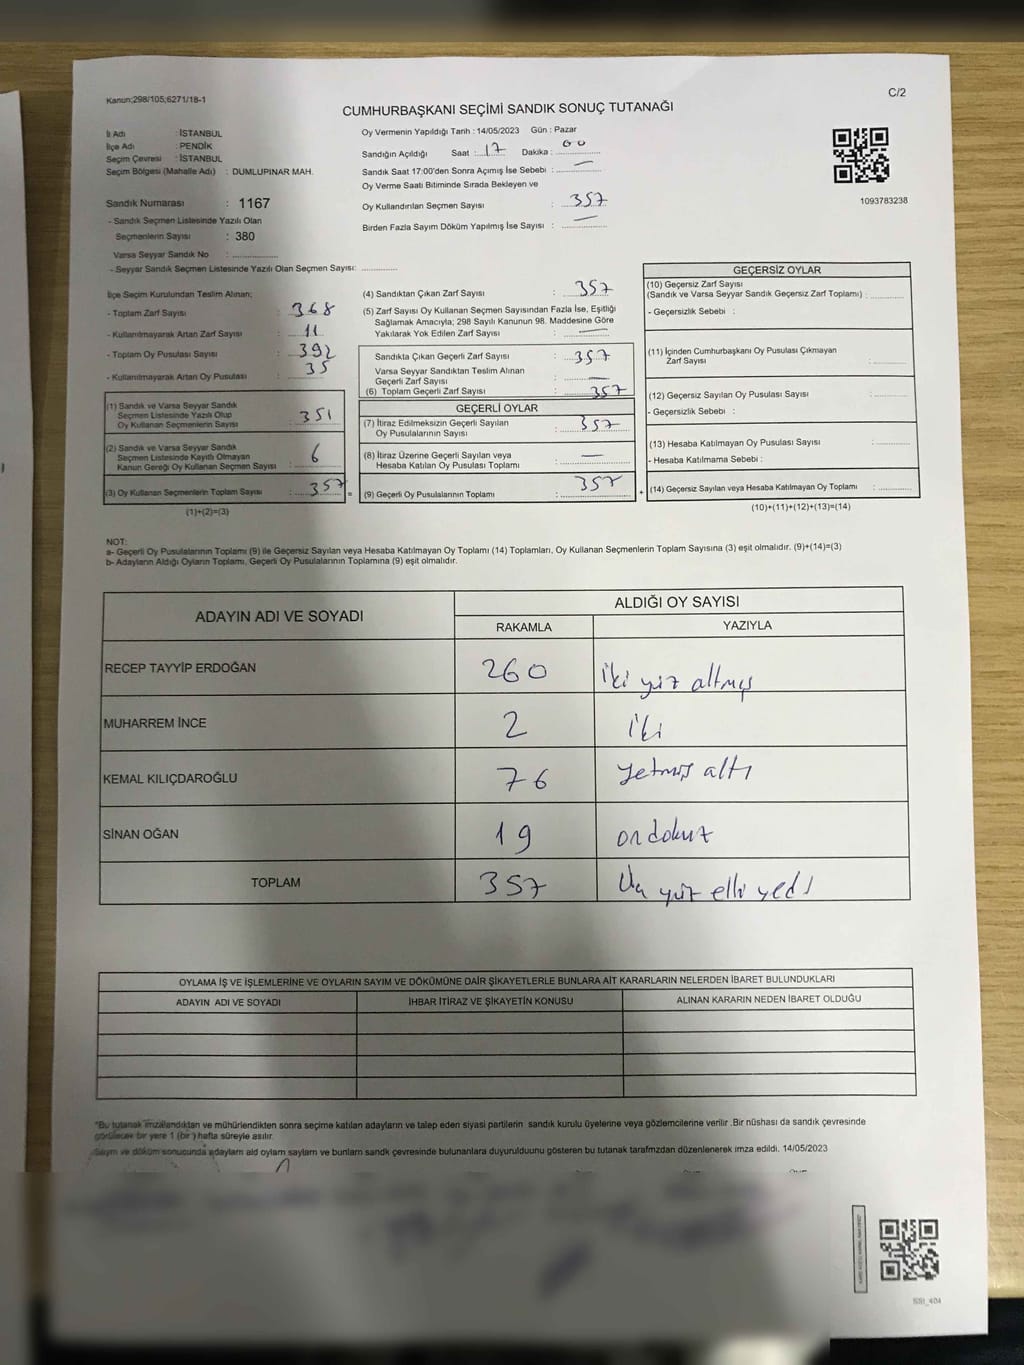 Kanun;298/105;6271/18-1
C/2
CUMHURBAŞKANI SEÇİMİ SANDIK SONUÇ TUTANAĞI
İl Adı : İSTANBUL
İlçe Adı : PENDİK
Seçim Çevresi : İSTANBUL
Seçim Bölgesi (Mahalle Adı) : DUMLUPINAR MAH.
Sandık Numarası : 1167
- Sandık Seçmen Listesinde Yazılı Olan
Seçmenlerin Sayısı : 380
Varsa Seyyar Sandık No : ....................
- Seyyar Sandık Seçmen Listesinde Yazılı Olan Seçmen Sayısı: ..............
Oy Vermenin Yapıldığı Tarih : 14/05/2023 Gün : Pazar
Sandığın Açıldığı Saat : 17 Dakika : 00
Sandık Saat 17:00'den Sonra Açımış İse Sebebi : —
Oy Verme Saati Bitiminde Sırada Bekleyen ve
Oy Kullandırılan Seçmen Sayısı : 357
Birden Fazla Sayım Döküm Yapılmış İse Sayısı : —
1093783238
İlçe Seçim Kurulundan Teslim Alınan;
- Toplam Zarf Sayısı : 368
- Kullanılmayarak Artan Zarf Sayısı : 11
- Toplam Oy Pusulası Sayısı : 392
- Kullanılmayarak Artan Oy Pusulası : 35
(1) Sandık ve Varsa Seyyar Sandık
Seçmen Listesinde Yazılı Olup
Oy Kullanan Seçmenlerin Sayısı : 351
(2) Sandık ve Varsa Seyyar Sandık
Seçmen Listesinde Kayıtlı Olmayan
Kanun Gereği Oy Kullanan Seçmen Sayısı : 6
(3) Oy Kullanan Seçmenlerin Toplam Sayısı : 357 =
(1)+(2)=(3)
(4) Sandıktan Çıkan Zarf Sayısı : 357
(5) Zarf Sayısı Oy Kullanan Seçmen Sayısından Fazla İse, Eşitliği
Sağlamak Amacıyla; 298 Sayılı Kanunun 98. Maddesine Göre
Yakılarak Yok Edilen Zarf Sayısı : —
Sandıkta Çıkan Geçerli Zarf Sayısı : 357
Varsa Seyyar Sandıktan Teslim Alınan
Geçerli Zarf Sayısı : —
(6) Toplam Geçerli Zarf Sayısı : 357
GEÇERLİ OYLAR
(7) İtiraz Edilmeksizin Geçerli Sayılan
Oy Pusulalarının Sayısı : 357
(8) İtiraz Üzerine Geçerli Sayılan veya
Hesaba Katılan Oy Pusulası Toplamı : —
(9) Geçerli Oy Pusulalarının Toplamı : 357 +
GEÇERSİZ OYLAR
(10) Geçersiz Zarf Sayısı
(Sandık ve Varsa Seyyar Sandık Geçersiz Zarf Toplamı) : ............
- Geçersizlik Sebebi :
(11) İçinden Cumhurbaşkanı Oy Pusulası Çıkmayan
Zarf Sayısı : ............
(12) Geçersiz Sayılan Oy Pusulası Sayısı : ............
- Geçersizlik Sebebi :
(13) Hesaba Katılmayan Oy Pusulası Sayısı : ............
- Hesaba Katılmama Sebebi :
(14) Geçersiz Sayılan veya Hesaba Katılmayan Oy Toplamı : ............
(10)+(11)+(12)+(13)=(14)
NOT:
a- Geçerli Oy Pusulalarının Toplamı (9) ile Geçersiz Sayılan veya Hesaba Katılmayan Oy Toplamı (14) Toplamları, Oy Kullanan Seçmenlerin Toplam Sayısına (3) eşit olmalıdır. (9)+(14)=(3)
b- Adayların Aldığı Oyların Toplamı, Geçerli Oy Pusulalarının Toplamına (9) eşit olmalıdır.
ADAYIN ADI VE SOYADI
ALDIĞI OY SAYISI
RAKAMLA YAZIYLA
RECEP TAYYİP ERDOĞAN 260 iki yüz altmış
MUHARREM İNCE 2 iki
KEMAL KILIÇDAROĞLU 76 yetmiş altı
SİNAN OĞAN 19 on dokuz
TOPLAM 357 Üç yüz elli yedi
OYLAMA İŞ VE İŞLEMLERİNE VE OYLARIN SAYIM VE DÖKÜMÜNE DAİR ŞİKAYETLERLE BUNLARA AİT KARARLARIN NELERDEN İBARET BULUNDUKLARI
ADAYIN ADI VE SOYADI İHBAR İTİRAZ VE ŞİKAYETİN KONUSU ALINAN KARARIN NEDEN İBARET OLDUĞU
"Bu tutanak imzalandıktan ve mühürlendikten sonra seçime katılan adayların ve talep eden siyasi partilerin sandık kurulu üyelerine veya gözlemcilerine verilir .Bir nüshası da sandık çevresinde
görülecek bir yere 1 (bir ) hafta süreyle asılır.
Sayım ve döküm sonucunda adayların ald oyların sayların ve bunların sandk çevresinde bulunanlara duyurulduunu gösteren bu tutanak tarafımzdan düzenlenerek imza edildi. 14/05/2023